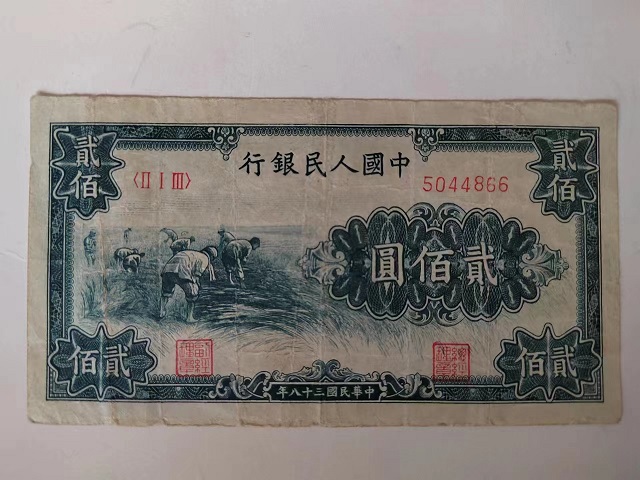 中國人民銀行
貳佰
貳佰
〈II I III〉
5044866
貳佰圓
貳佰
貳佰
中華民國三十八年